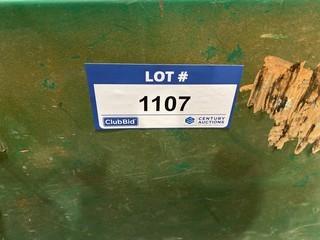 LOT #
1107
ClubBid
CENTURY
AUCTIONS